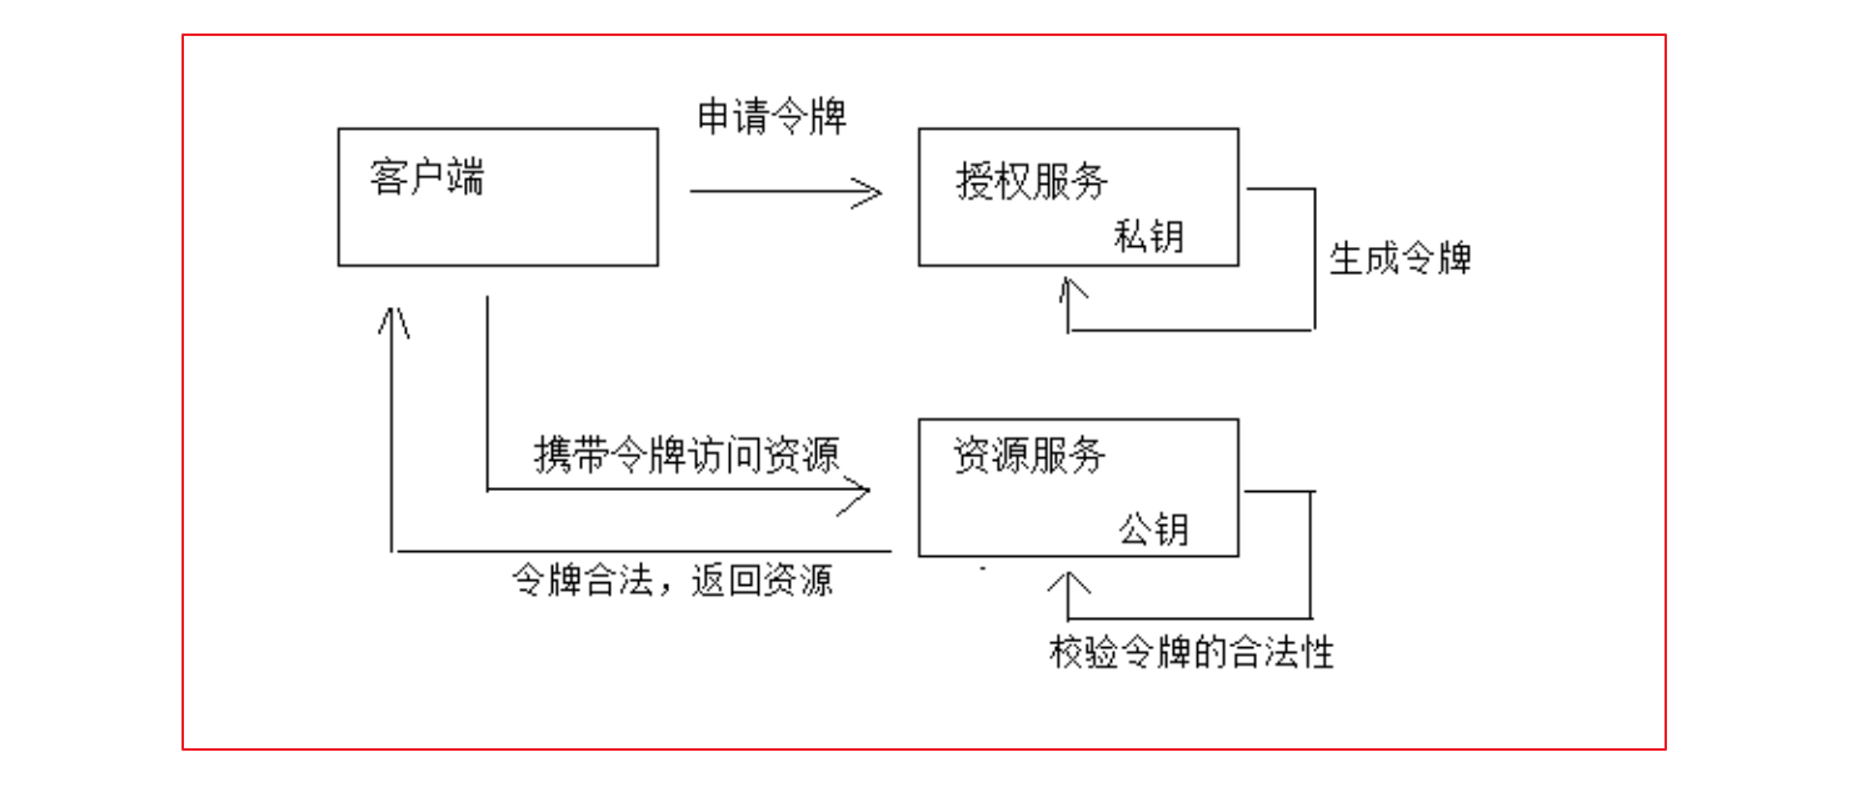 申请令牌
客户端
授权服务
私钥
生成令牌
携带令牌访问资源
资源服务
公钥
令牌合法，返回资源
校验令牌的合法性